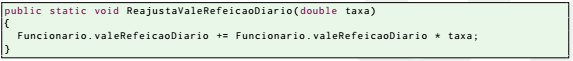 public static void ReajustaValeRefeicaoDiario(double taxa)
{
  Funcionario.valeRefeicaoDiario += Funcionario.valeRefeicaoDiario * taxa;
}